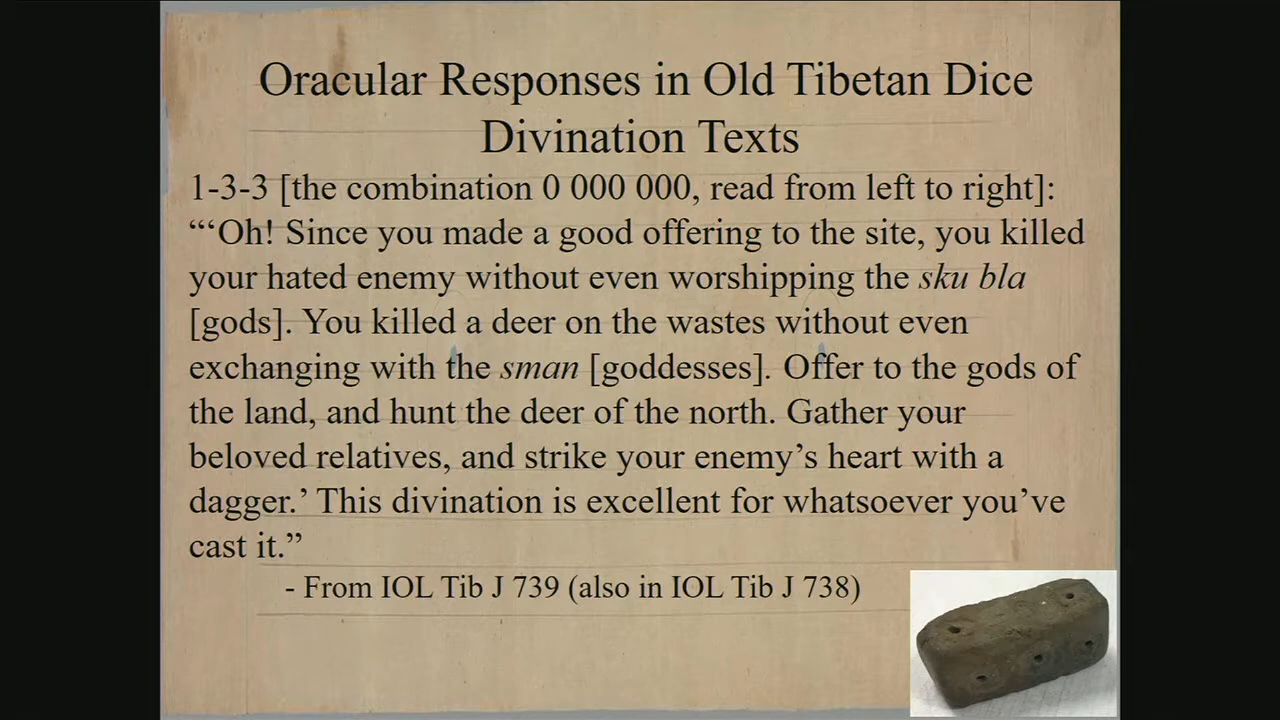 Oracular Responses in Old Tibetan Dice
Divination Texts
1-3-3 [the combination 0 000 000, read from left to right]:
“‘Oh! Since you made a good offering to the site, you killed
your hated enemy without even worshipping the sku bla
[gods]. You killed a deer on the wastes without even
exchanging with the sman [goddesses]. Offer to the gods of
the land, and hunt the deer of the north. Gather your
beloved relatives, and strike your enemy’s heart with a
dagger.’ This divination is excellent for whatsoever you’ve
cast it.”
- From IOL Tib J 739 (also in IOL Tib J 738)